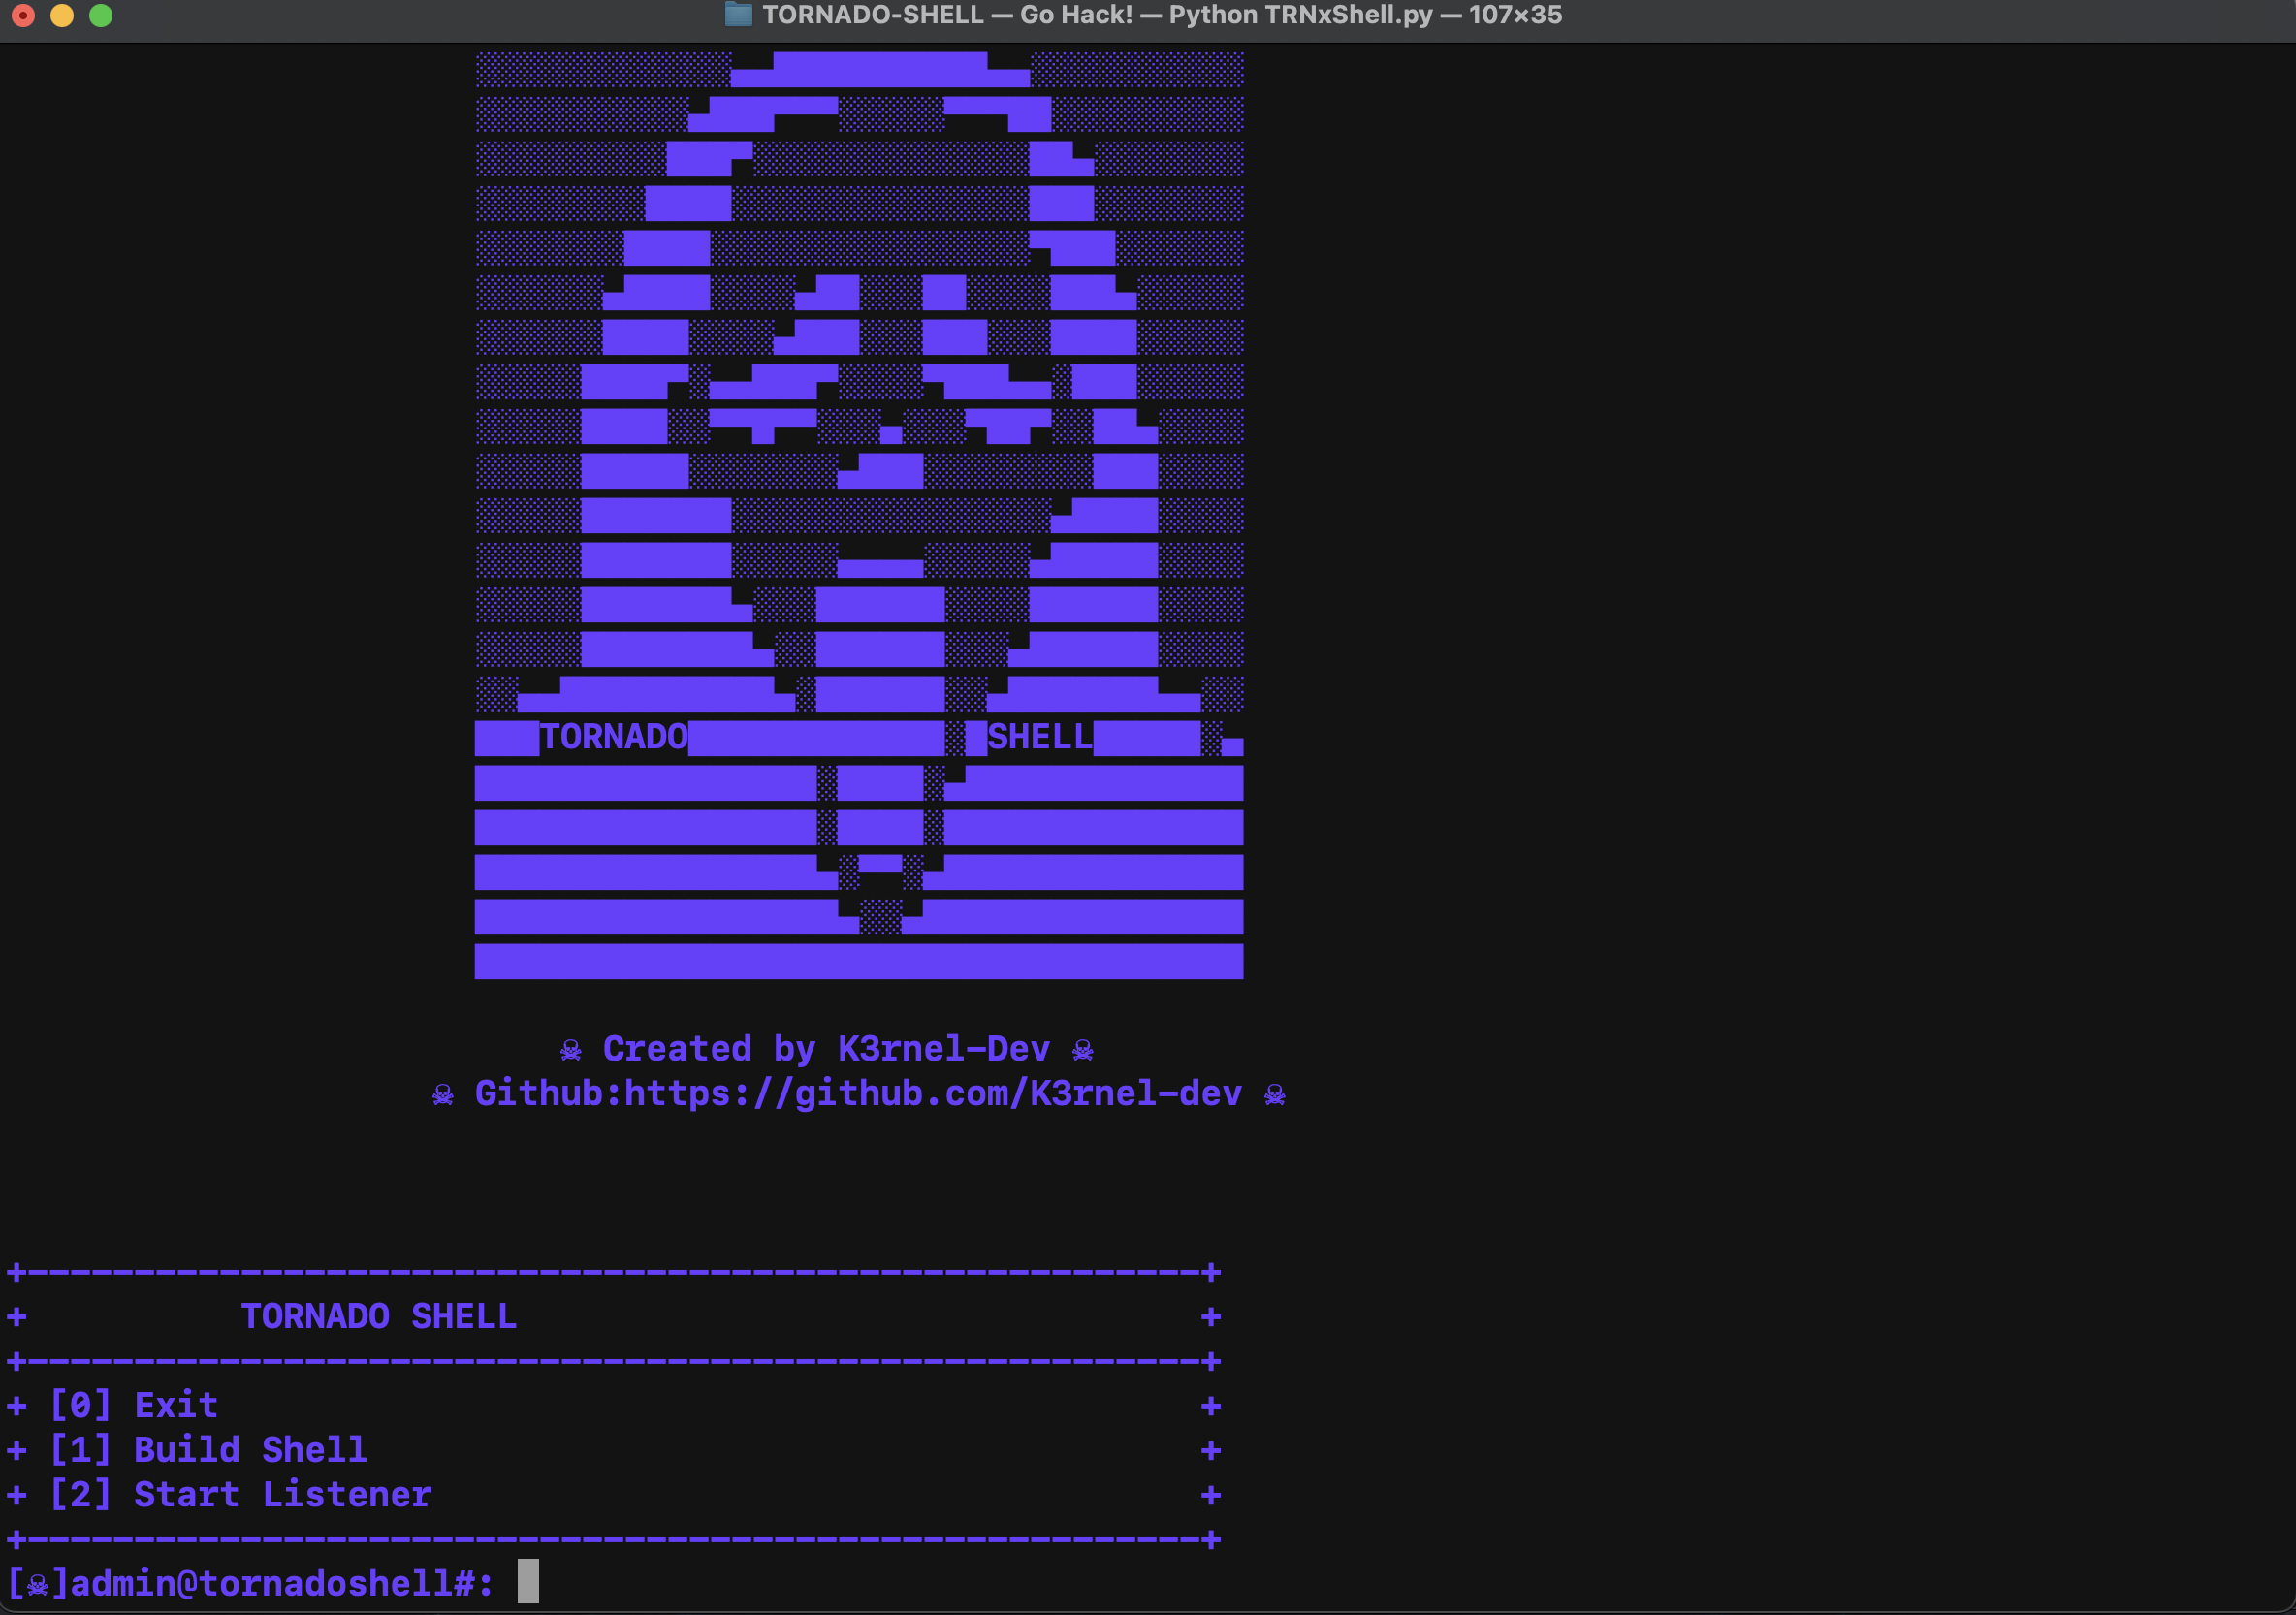 TORNADO-SHELL — Go Hack! — Python TRNxShell.py — 107×35
TORNADO SHELL
☠ Created by K3rnel-Dev ☠
☠ Github:https://github.com/K3rnel-dev ☠
+-------------------------------------------------------+
+ TORNADO SHELL +
+-------------------------------------------------------+
+ [0] Exit +
+ [1] Build Shell +
+ [2] Start Listener +
+-------------------------------------------------------+
[☠]admin@tornadoshell#: